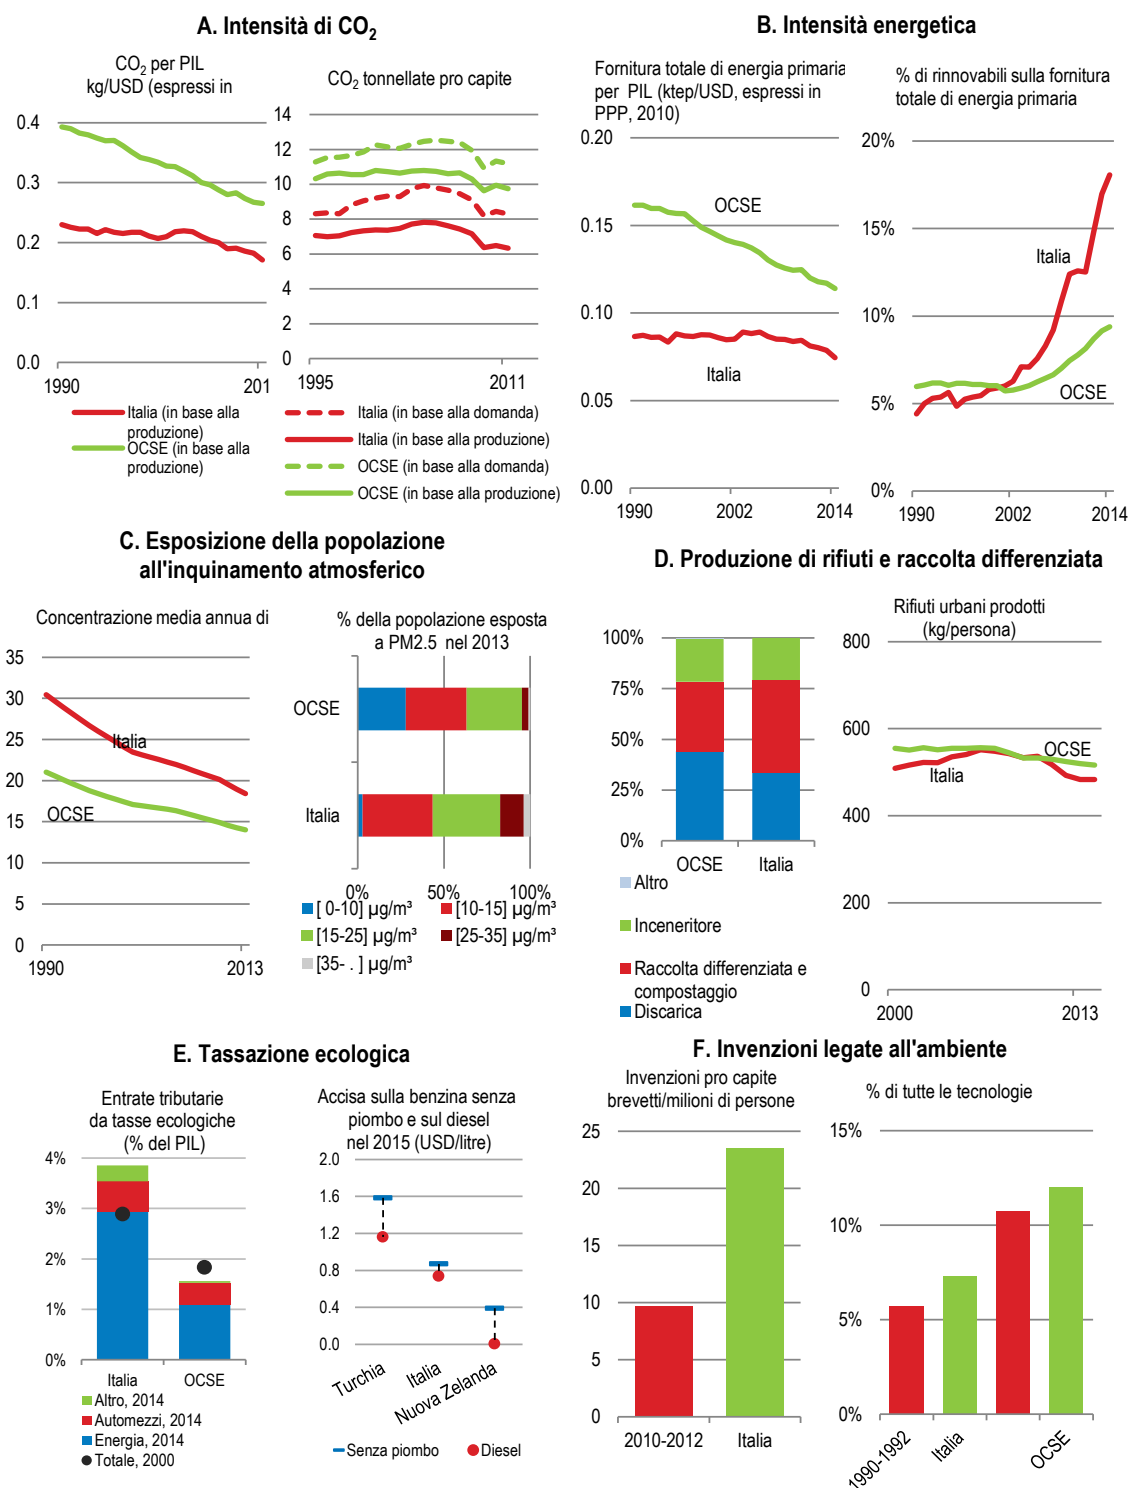 A. Intensità di CO₂
CO₂ per PIL
kg/USD (espressi in
0.4
0.3
0.2
0.1
0.0
1990
201
Italia (in base alla
produzione)
OCSE (in base alla
produzione)
CO₂ tonnellate pro capite
14
12
10
8
6
4
2
0
1995
2011
Italia (in base alla domanda)
Italia (in base alla produzione)
OCSE (in base alla domanda)
OCSE (in base alla produzione)
B. Intensità energetica
Fornitura totale di energia primaria
per PIL (ktep/USD, espressi in
PPP, 2010)
0.20
0.15
0.10
0.05
0.00
OCSE
Italia
1990
2002
2014
% di rinnovabili sulla fornitura
totale di energia primaria
20%
15%
10%
5%
0%
Italia
OCSE
1990
2002
2014
C. Esposizione della popolazione
all'inquinamento atmosferico
Concentrazione media annua di
35
30
25
20
15
10
5
0
Italia
OCSE
1990
2013
% della popolazione esposta
a PM2.5 nel 2013
OCSE
Italia
0%
50%
100%
[ 0-10] µg/m³
[10-15] µg/m³
[15-25] µg/m³
[25-35] µg/m³
[35- . ] µg/m³
D. Produzione di rifiuti e raccolta differenziata
100%
75%
50%
25%
0%
OCSE
Italia
Altro
Inceneritore
Raccolta differenziata e
compostaggio
Discarica
Rifiuti urbani prodotti
(kg/persona)
800
600
400
200
0
OCSE
Italia
2000
2013
E. Tassazione ecologica
Entrate tributarie
da tasse ecologiche
(% del PIL)
4%
3%
2%
1%
0%
Italia
OCSE
Altro, 2014
Automezzi, 2014
Energia, 2014
Totale, 2000
Accisa sulla benzina senza
piombo e sul diesel
nel 2015 (USD/litre)
2.0
1.6
1.2
0.8
0.4
0.0
Turchia
Italia
Nuova Zelanda
Senza piombo
Diesel
F. Invenzioni legate all'ambiente
Invenzioni pro capite
brevetti/milioni di persone
25
20
15
10
5
0
2010-2012
Italia
% di tutte le tecnologie
15%
10%
5%
0%
1990-1992
Italia
OCSE